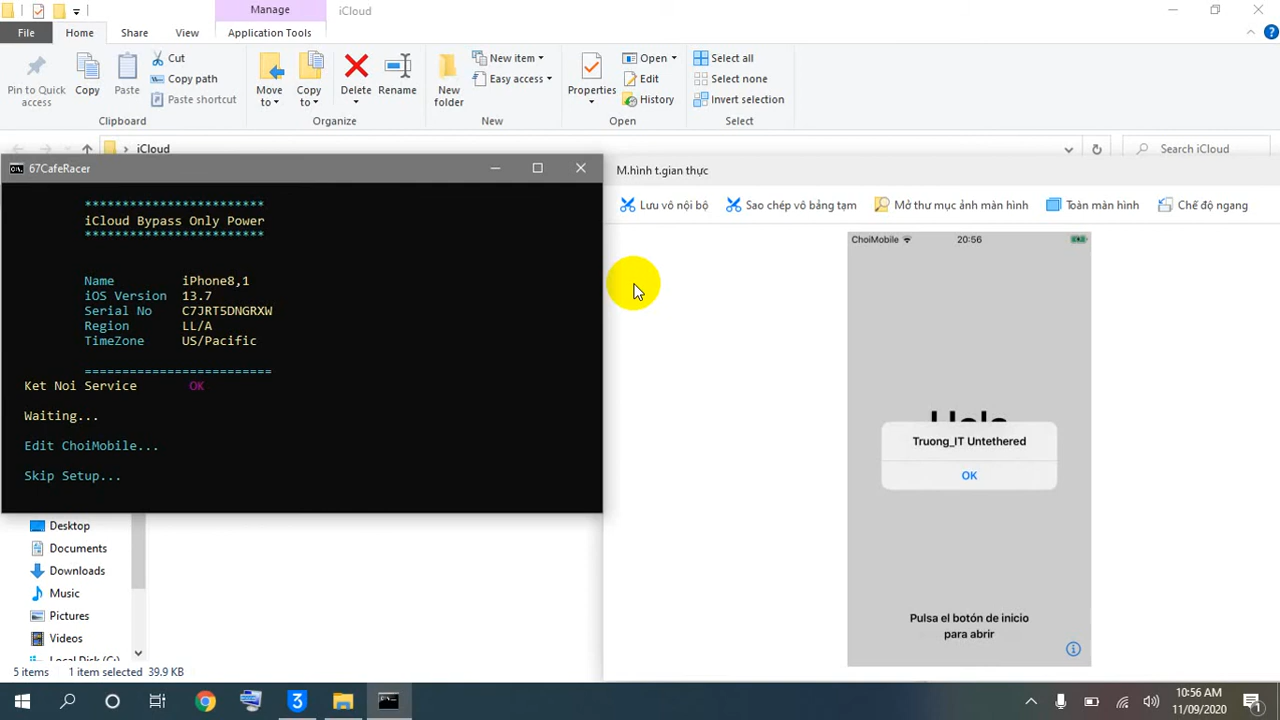 Manage
iCloud
File
Home
Share
View
Application Tools
Pin to Quick
access
Copy
Paste
Cut
Copy path
Paste shortcut
Clipboard
Move
to
Copy
to
Delete
Rename
Organize
New
folder
New item
Easy access
New
Properties
Open
Edit
History
Open
Select all
Select none
Invert selection
Select
iCloud
Search iCloud
67CafeRacer
************************
iCloud Bypass Only Power
************************
Name iPhone8,1
iOS Version 13.7
Serial No C7JRT5DNGRXW
Region LL/A
TimeZone US/Pacific
=========================
Ket Noi Service OK
Waiting...
Edit ChoiMobile...
Skip Setup...
M.hình t.gian thực
Lưu vô nội bộ
Sao chép vô bảng tạm
Mở thư mục ảnh màn hình
Toàn màn hình
Chế độ ngang
ChoiMobile
20:56
Hola
Truong_IT Untethered
OK
Pulsa el botón de inicio
para abrir
Desktop
Documents
Downloads
Music
Pictures
Videos
Local Disk (C:)
5 items
1 item selected 39.9 KB
3
10:56 AM
11/09/2020
1